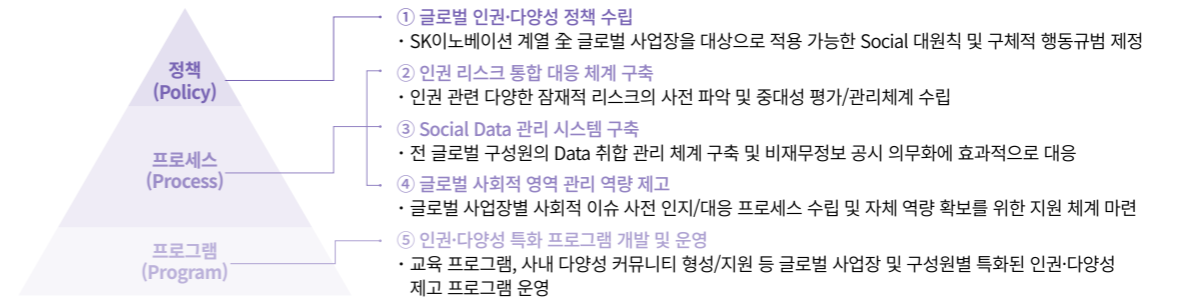 정책
(Policy)
프로세스
(Process)
프로그램
(Program)
① 글로벌 인권·다양성 정책 수립
· SK이노베이션 계열 全 글로벌 사업장을 대상으로 적용 가능한 Social 대원칙 및 구체적 행동규범 제정
② 인권 리스크 통합 대응 체계 구축
· 인권 관련 다양한 잠재적 리스크의 사전 파악 및 중대성 평가/관리체계 수립
③ Social Data 관리 시스템 구축
· 전 글로벌 구성원의 Data 취합 관리 체계 구축 및 비재무정보 공시 의무화에 효과적으로 대응
④ 글로벌 사회적 영역 관리 역량 제고
· 글로벌 사업장별 사회적 이슈 사전 인지/대응 프로세스 수립 및 자체 역량 확보를 위한 지원 체계 마련
⑤ 인권·다양성 특화 프로그램 개발 및 운영
· 교육 프로그램, 사내 다양성 커뮤니티 형성/지원 등 글로벌 사업장 및 구성원별 특화된 인권·다양성
제고 프로그램 운영